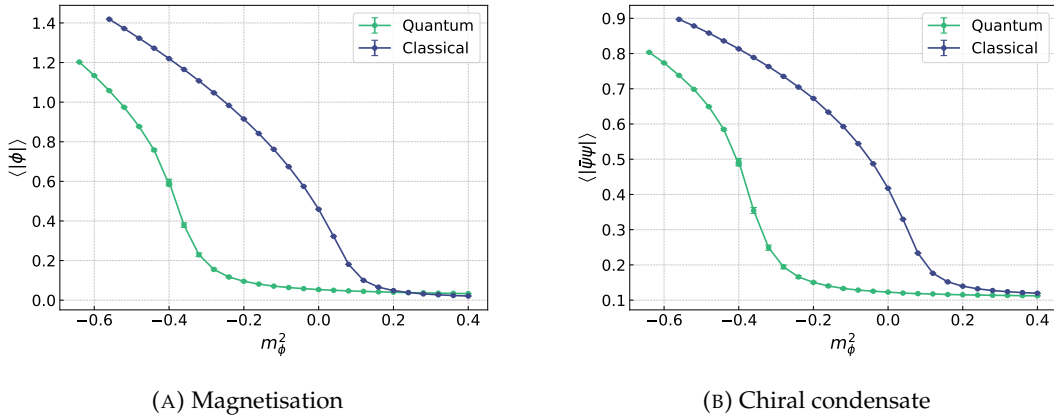 Quantum
Classical
⟨|ϕ|⟩
1.4
1.2
1.0
0.8
0.6
0.4
0.2
0.0
−0.6 −0.4 −0.2 0.0 0.2 0.4
m²ϕ
(A) Magnetisation
Quantum
Classical
⟨|ψ̄ψ|⟩
0.9
0.8
0.7
0.6
0.5
0.4
0.3
0.2
0.1
−0.6 −0.4 −0.2 0.0 0.2 0.4
m²ϕ
(B) Chiral condensate